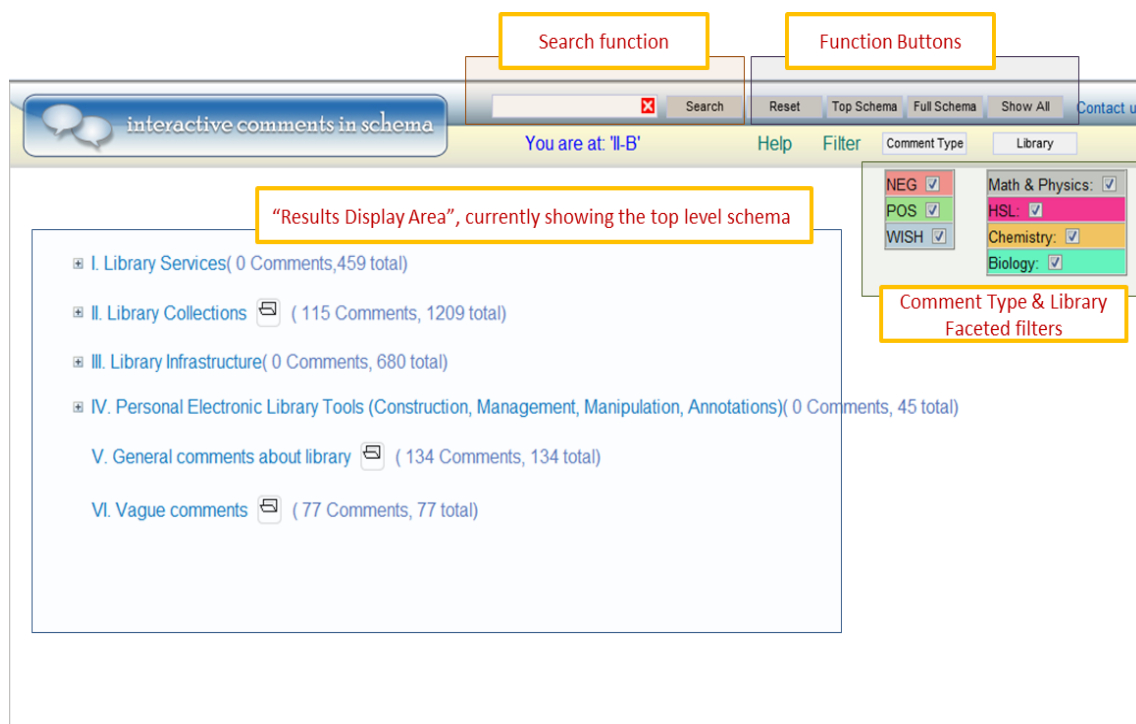 Search function
Function Buttons
interactive comments in schema
Search
Reset
Top Schema
Full Schema
Show All
Contact u
You are at: 'II-B'
Help
Filter
Comment Type
Library
NEG
POS
WISH
Math & Physics:
HSL:
Chemistry:
Biology:
“Results Display Area”, currently showing the top level schema
Comment Type & Library
Faceted filters
I. Library Services( 0 Comments,459 total)
II. Library Collections ( 115 Comments, 1209 total)
III. Library Infrastructure( 0 Comments, 680 total)
IV. Personal Electronic Library Tools (Construction, Management, Manipulation, Annotations)( 0 Comments, 45 total)
V. General comments about library ( 134 Comments, 134 total)
VI. Vague comments ( 77 Comments, 77 total)